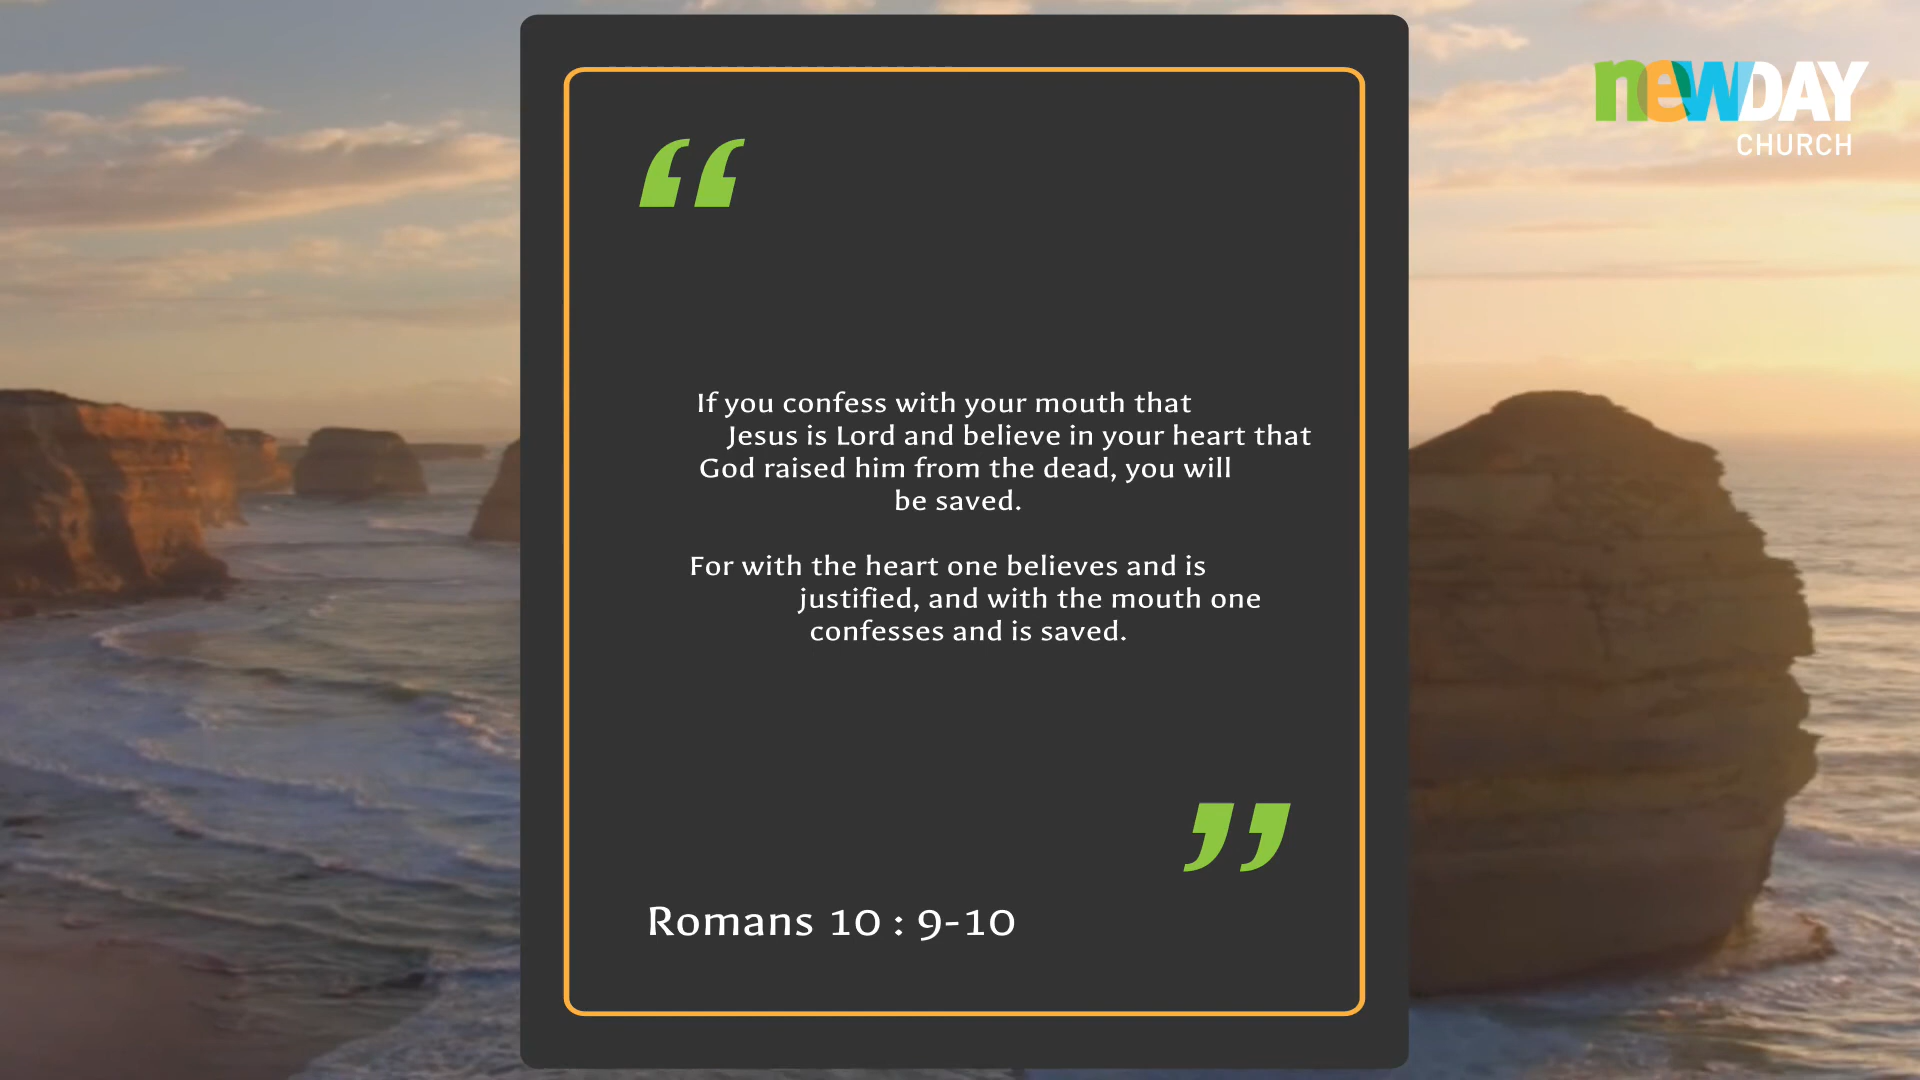 newDAY
CHURCH
“
If you confess with your mouth that
Jesus is Lord and believe in your heart that
God raised him from the dead, you will
be saved.
For with the heart one believes and is
justified, and with the mouth one
confesses and is saved.
”
Romans 10 : 9-10